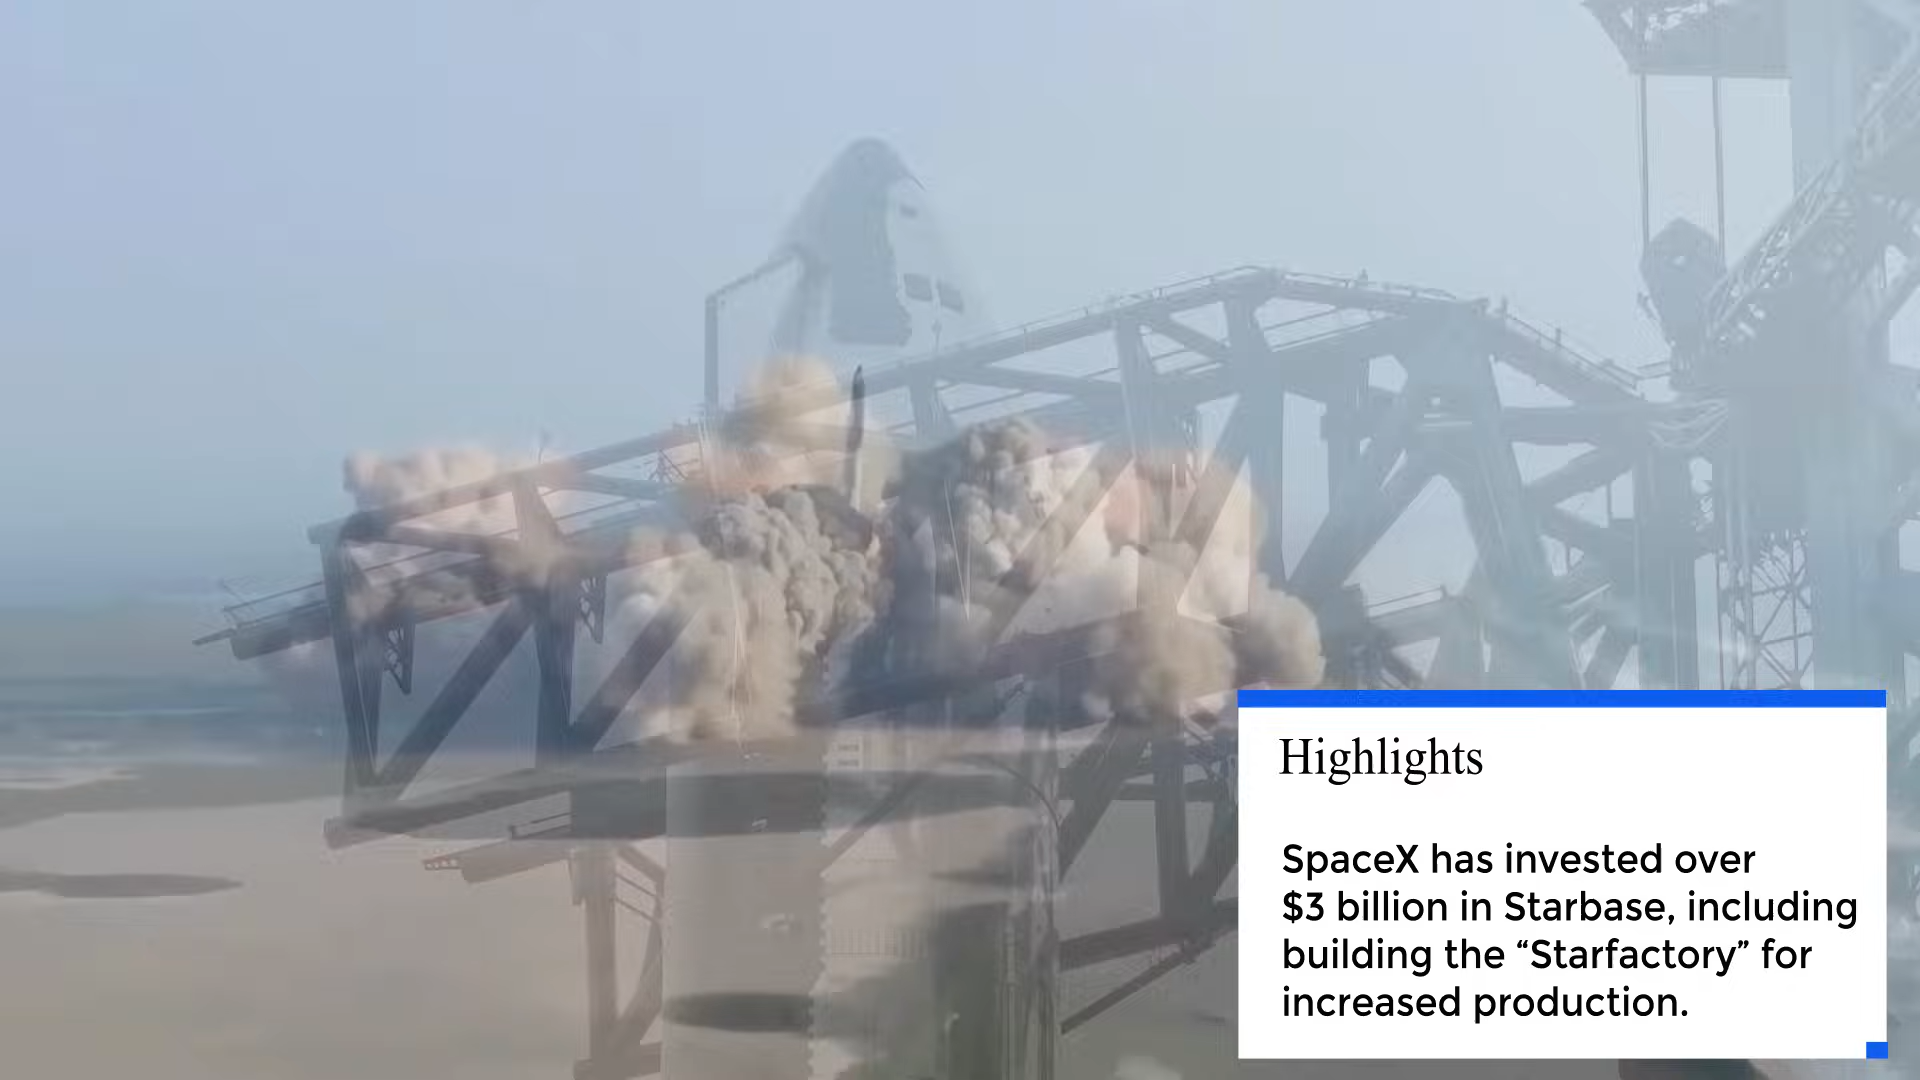 Highlights
SpaceX has invested over
$3 billion in Starbase, including
building the “Starfactory” for
increased production.